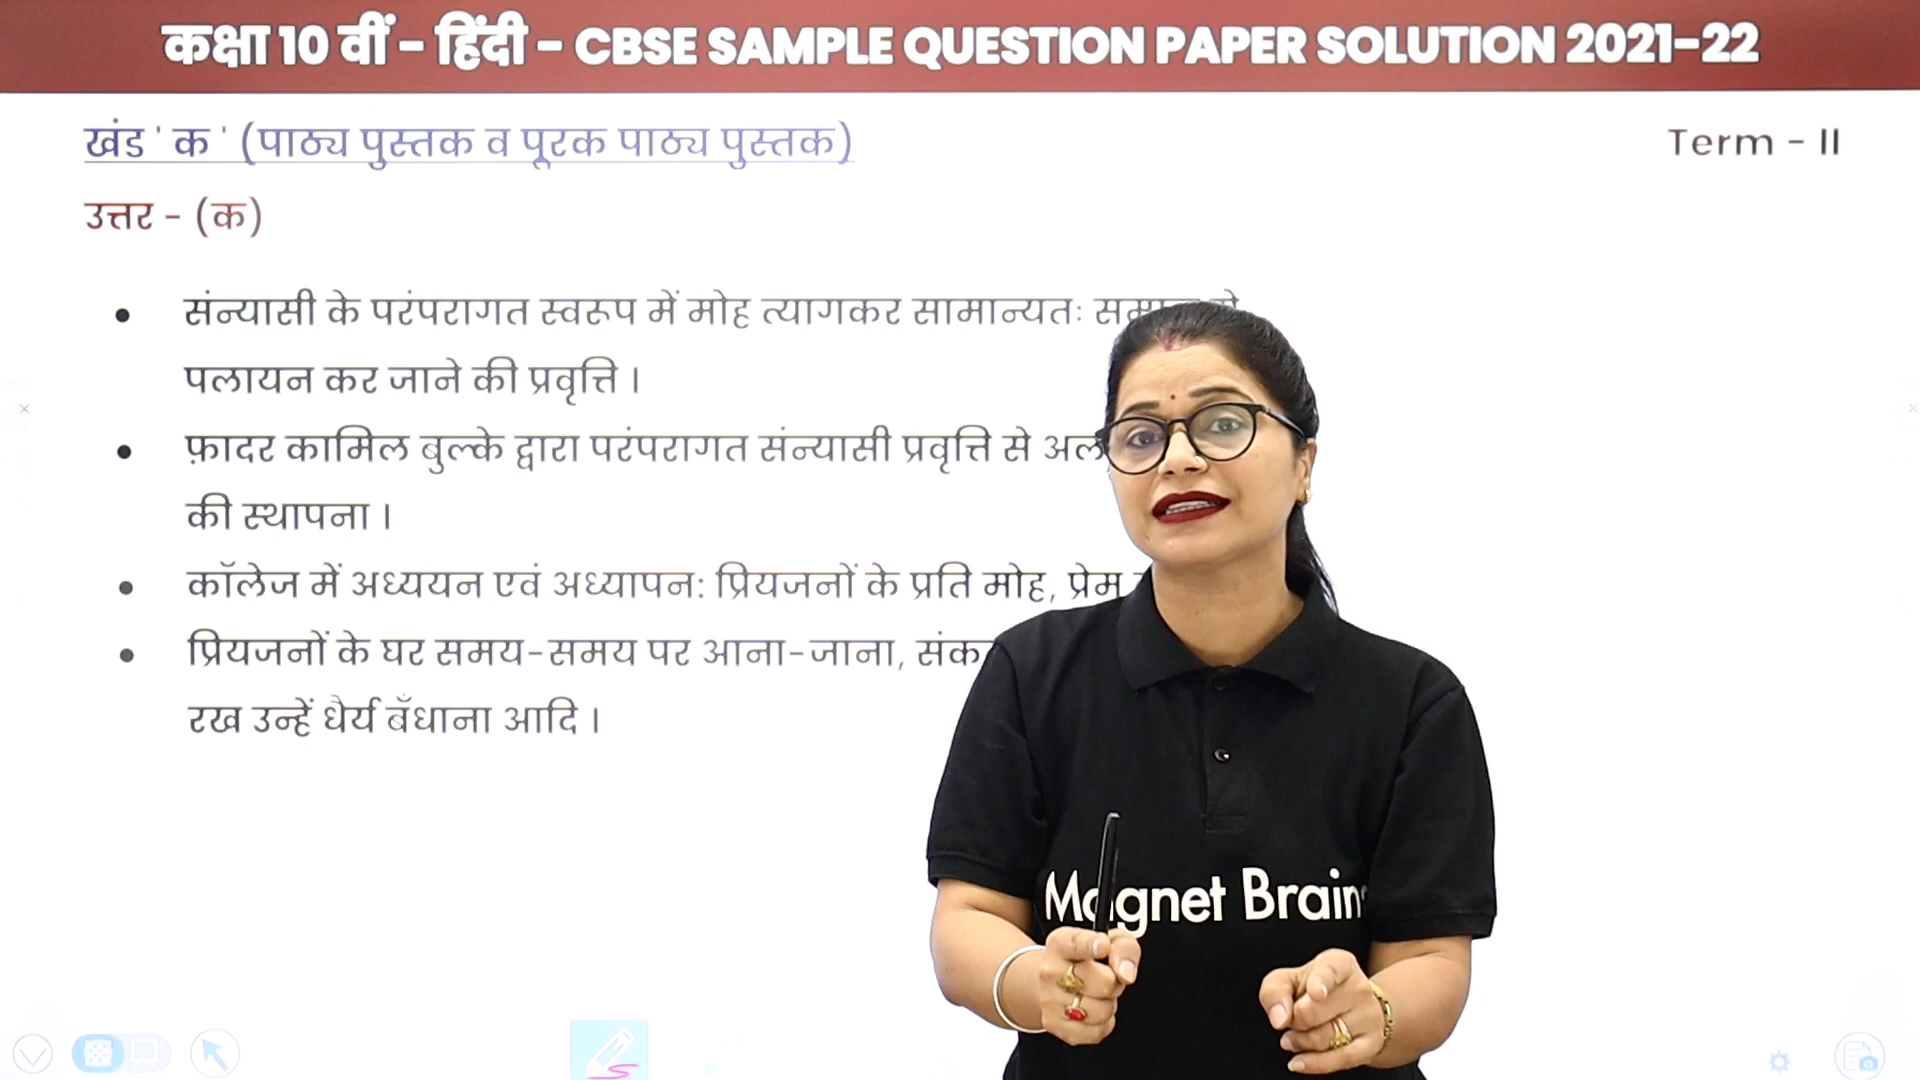 कक्षा 10 वीं - हिंदी - CBSE SAMPLE QUESTION PAPER SOLUTION 2021-22
खंड ' क ' (पाठ्य पुस्तक व पूरक पाठ्य पुस्तक)
Term - II
उत्तर - (क)
• संन्यासी के परंपरागत स्वरूप में मोह त्यागकर सामान्यतः
पलायन कर जाने की प्रवृत्ति ।
• फ़ादर कामिल बुल्के द्वारा परंपरागत संन्यासी प्रवृत्ति से
की स्थापना ।
• कॉलेज में अध्ययन एवं अध्यापन: प्रियजनों के प्रति मोह, प्रेम
• प्रियजनों के घर समय-समय पर आना-जाना,
रख उन्हें धैर्य बँधाना आदि ।
Magnet Brains